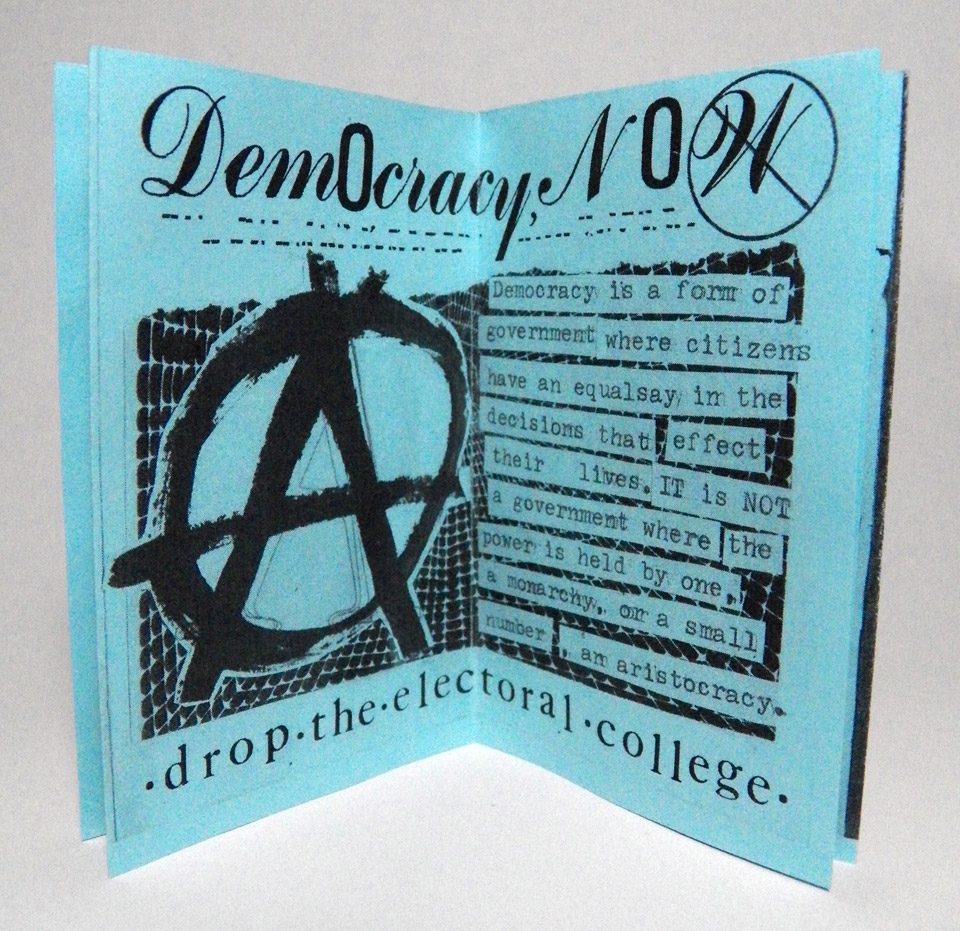 DemOcracy, NOW
Democracy is a form of
government where citizens
have an equalsay in the
decisions that effect
their lives. IT is NOT
a government where the
power is held by one,
a monarchy, or a small
number, an aristocracy.
A
·drop·the·electoral·college·